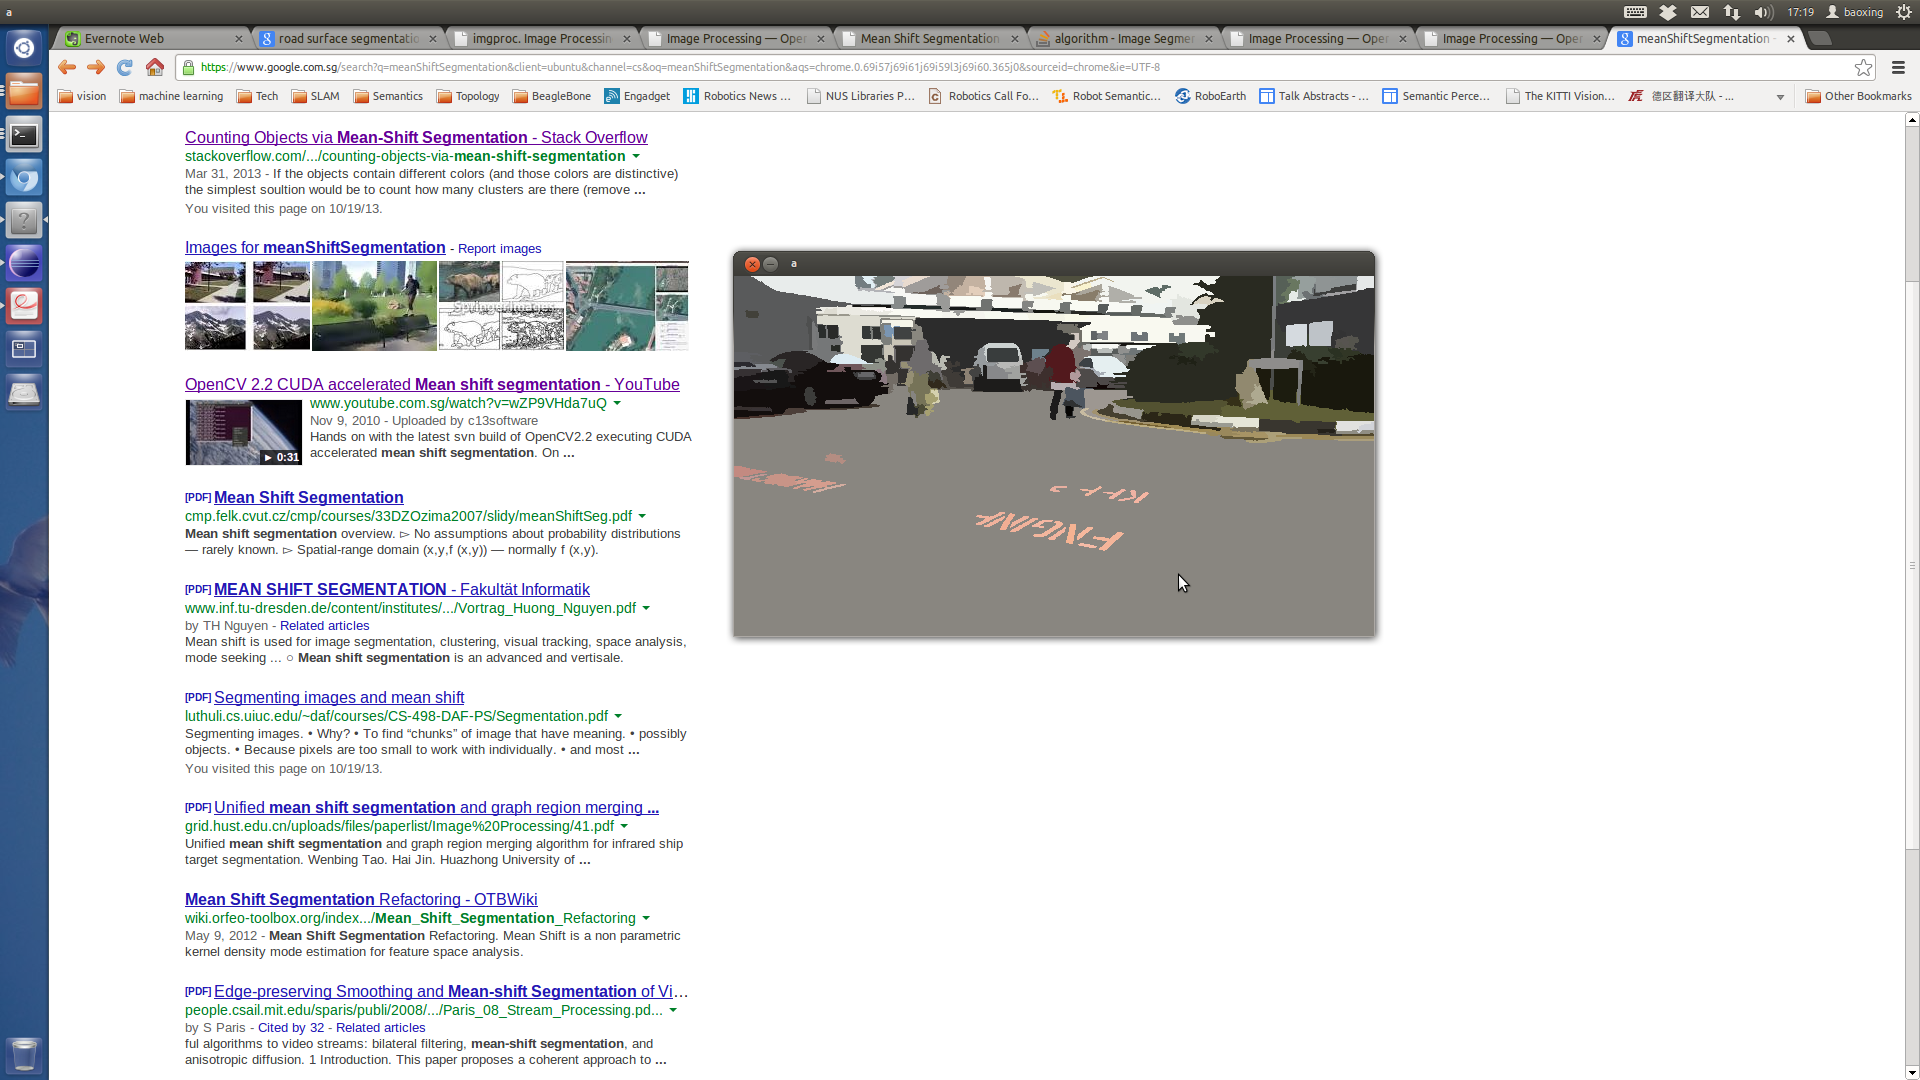 a
17:19
baoxing
Evernote Web
road surface segmentatio
imgproc. Image Processin
Image Processing — Ope
Mean Shift Segmentation
algorithm - Image Segmer
Image Processing — Ope
Image Processing — Ope
meanShiftSegmentation -
https://www.google.com.sg/search?q=meanShiftSegmentation&client=ubuntu&channel=cs&oq=meanShiftSegmentation&aqs=chrome.0.69i57j69i61j69i59l3j69i60.365j0&sourceid=chrome&ie=UTF-8
vision
machine learning
Tech
SLAM
Semantics
Topology
BeagleBone
Engadget
Robotics News ...
NUS Libraries P...
Robotics Call Fo...
Robot Semantic...
RoboEarth
Talk Abstracts - ...
Semantic Perce...
The KITTI Vision...
德区翻译大队 - ...
Other Bookmarks
Counting Objects via Mean-Shift Segmentation - Stack Overflow
stackoverflow.com/.../counting-objects-via-mean-shift-segmentation
Mar 31, 2013 - If the objects contain different colors (and those colors are distinctive)
the simplest soultion would be to count how many clusters are there (remove ...
You visited this page on 10/19/13.
Images for meanShiftSegmentation - Report images
OpenCV 2.2 CUDA accelerated Mean shift segmentation - YouTube
www.youtube.com.sg/watch?v=wZP9VHda7uQ
Nov 9, 2010 - Uploaded by c13software
Hands on with the latest svn build of OpenCV2.2 executing CUDA
accelerated mean shift segmentation. On ...
► 0:31
[PDF] Mean Shift Segmentation
cmp.felk.cvut.cz/cmp/courses/33DZOzima2007/slidy/meanShiftSeg.pdf
Mean shift segmentation overview. ▻ No assumptions about probability distributions
— rarely known. ▻ Spatial-range domain (x,y,f (x,y)) — normally f (x,y).
[PDF] MEAN SHIFT SEGMENTATION - Fakultät Informatik
www.inf.tu-dresden.de/content/institutes/.../Vortrag_Huong_Nguyen.pdf
by TH Nguyen - Related articles
Mean shift is used for image segmentation, clustering, visual tracking, space analysis,
mode seeking ... ○ Mean shift segmentation is an advanced and vertisale.
[PDF] Segmenting images and mean shift
luthuli.cs.uiuc.edu/~daf/courses/CS-498-DAF-PS/Segmentation.pdf
Segmenting images. • Why? • To find “chunks” of image that have meaning. • possibly
objects. • Because pixels are too small to work with individually. • and most ...
You visited this page on 10/19/13.
[PDF] Unified mean shift segmentation and graph region merging ...
grid.hust.edu.cn/uploads/files/paperlist/Image%20Processing/41.pdf
Unified mean shift segmentation and graph region merging algorithm for infrared ship
target segmentation. Wenbing Tao. Hai Jin. Huazhong University of ...
Mean Shift Segmentation Refactoring - OTBWiki
wiki.orfeo-toolbox.org/index.../Mean_Shift_Segmentation_Refactoring
May 9, 2012 - Mean Shift Segmentation Refactoring. Mean Shift is a non parametric
kernel density mode estimation for feature space analysis.
[PDF] Edge-preserving Smoothing and Mean-shift Segmentation of Vi...
people.csail.mit.edu/sparis/publi/2008/.../Paris_08_Stream_Processing.pd...
by S Paris - Cited by 32 - Related articles
ful algorithms to video streams: bilateral filtering, mean-shift segmentation, and
anisotropic diffusion. 1 Introduction. This paper proposes a coherent approach to ...
a